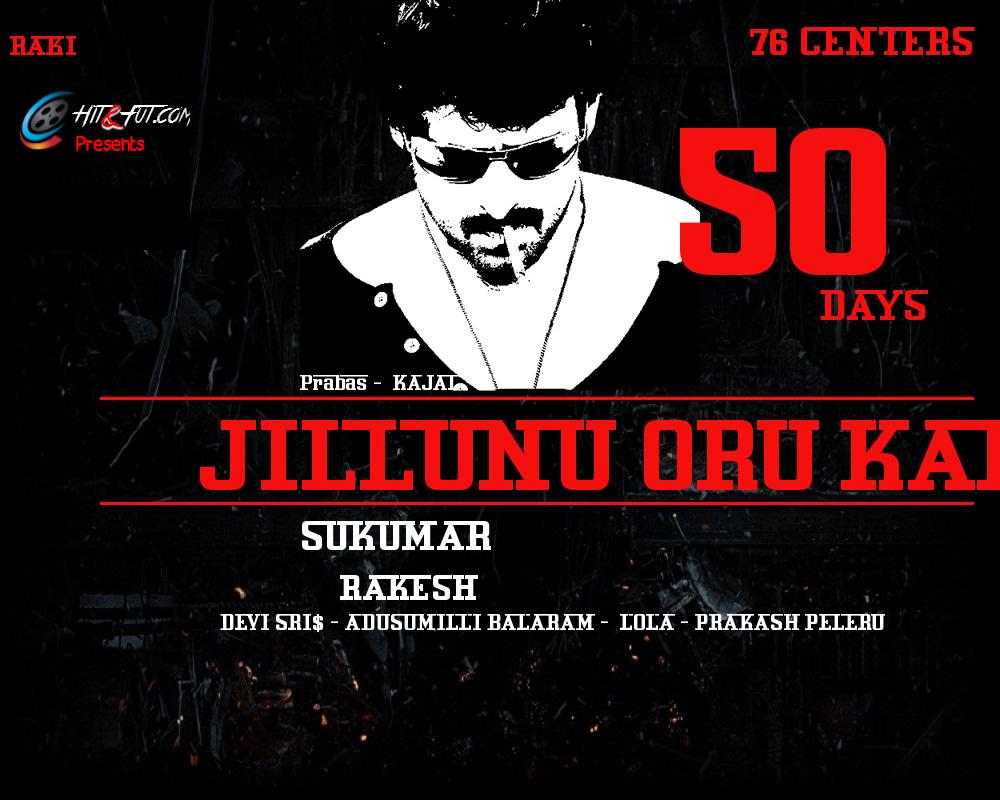 RAKI
76 CENTERS
HIT&FUT.COM
Presents
50
DAYS
Prabas - KAJAL
JILLUNU ORU KA
SUKUMAR
RAKESH
DEVI SRI$ - ADUSUMILLI BALARAM - LOLA - PRAKASH PELERU